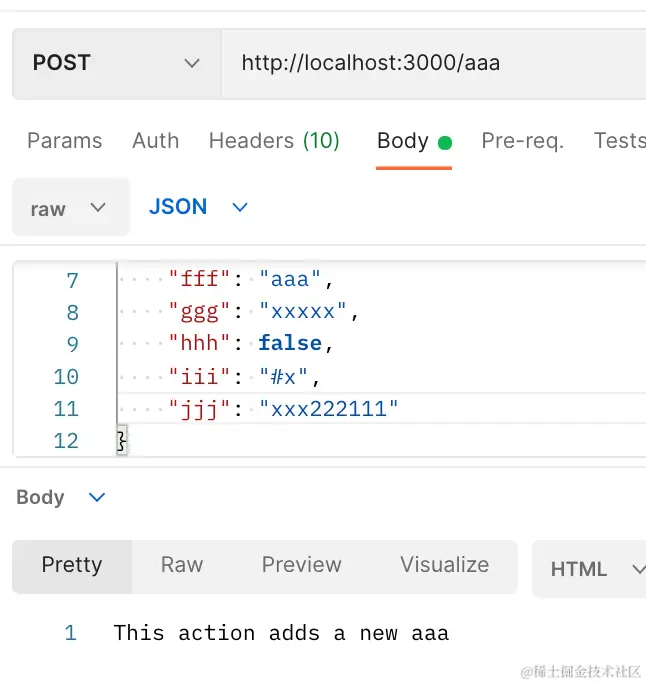 POST http://localhost:3000/aaa
Params Auth Headers (10) Body Pre-req. Tests
raw JSON
7 "fff": "aaa",
8 "ggg": "xxxxx",
9 "hhh": false,
10 "iii": "#x",
11 "jjj": "xxx222111"
12 }
Body
Pretty Raw Preview Visualize HTML
1 This action adds a new aaa
@稀土掘金技术社区